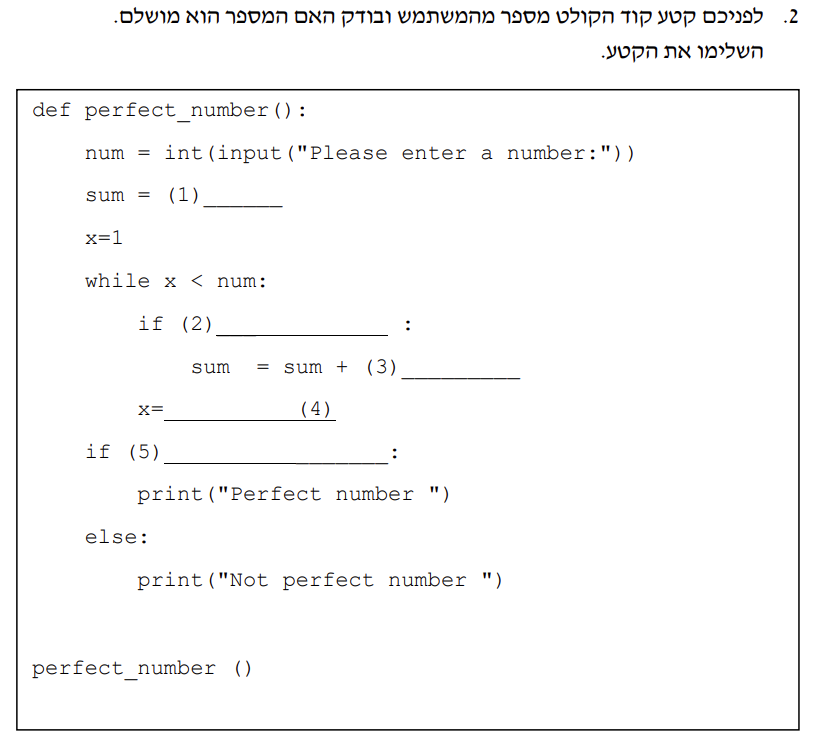 2. לפניכם קטע קוד הקולט מספר מהמשתמש ובודק האם המספר הוא מושלם.
השלימו את הקטע.
def perfect_number():
    num = int(input("Please enter a number:"))
    sum = (1)______
    x=1
    while x < num:
        if (2)_____________ :
            sum  = sum + (3)_________
        x=__________(4)
    if (5)_________________:
        print("Perfect number ")
    else:
        print("Not perfect number ")
perfect_number ()